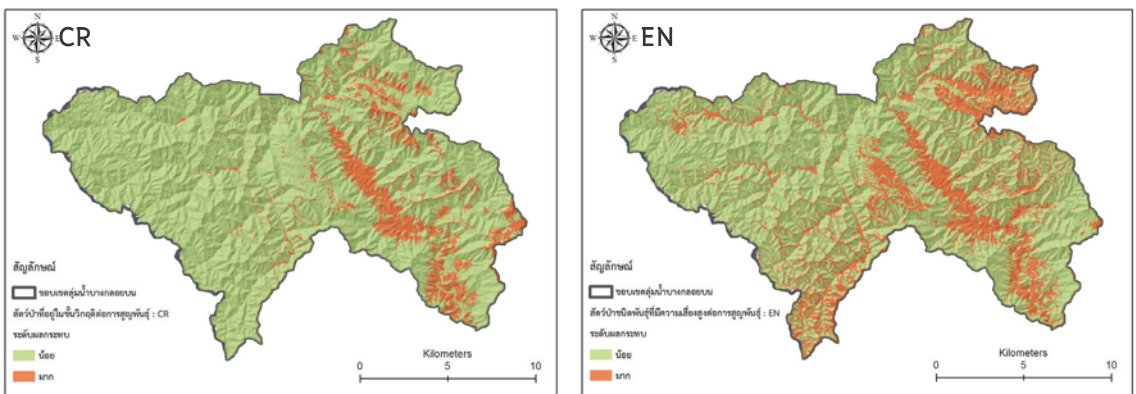 N
W E
S
CR
สัญลักษณ์
ขอบเขตลุ่มน้ำบางกลอยบน
สัตว์ป่าที่อยู่ในขั้นวิกฤติต่อการสูญพันธุ์ : CR
ระดับผลกระทบ
น้อย
มาก
Kilometers
0 5 10
N
W E
S
EN
สัญลักษณ์
ขอบเขตลุ่มน้ำบางกลอยบน
สัตว์ป่าชนิดพันธุ์ที่มีความเสี่ยงสูงต่อการสูญพันธุ์ : EN
ระดับผลกระทบ
น้อย
มาก
Kilometers
0 5 10